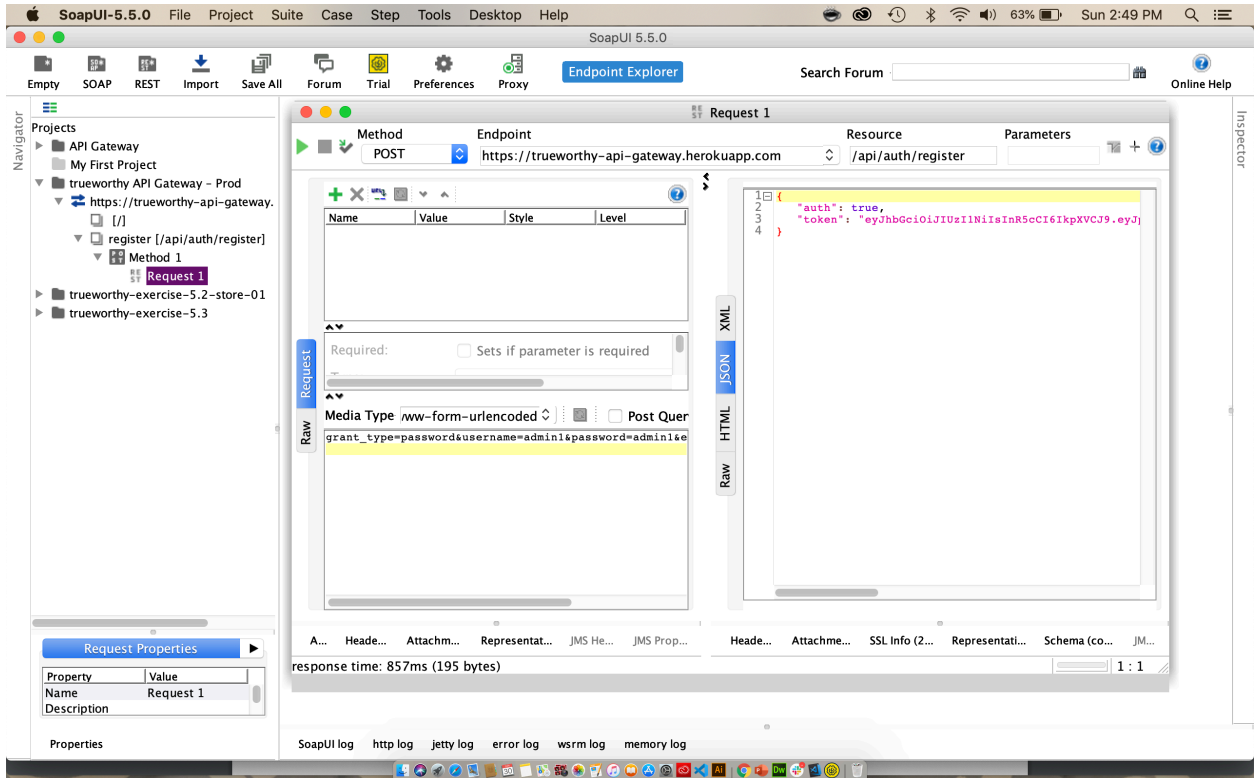 SoapUI-5.5.0 File Project Suite Case Step Tools Desktop Help 63% Sun 2:49 PM
SoapUI 5.5.0
Empty SOAP REST Import Save All Forum Trial Preferences Proxy Endpoint Explorer Search Forum Online Help
Navigator
Projects
API Gateway
My First Project
trueworthy API Gateway – Prod
https://trueworthy-api-gateway.
[/]
register [/api/auth/register]
Method 1
Request 1
trueworthy-exercise-5.2-store-01
trueworthy-exercise-5.3
Request Properties
Property Value
Name Request 1
Description
Properties
Request 1
Method Endpoint Resource Parameters
POST https://trueworthy-api-gateway.herokuapp.com /api/auth/register
Name Value Style Level
Required: Sets if parameter is required
Request
Raw
Media Type ww-form-urlencoded Post Quer
grant_type=password&username=admin1&password=admin1&e
XML
JSON
HTML
Raw
1 {
2 "auth": true,
3 "token": "eyJhbGciOiJIUzI1NiIsInR5cCI6IkpXVCJ9.eyJp
4 }
A... Heade... Attachm... Representat... JMS He... JMS Prop...
Heade... Attachme... SSL Info (2... Representati... Schema (co... JM...
response time: 857ms (195 bytes)
1 : 1
SoapUI log http log jetty log error log wsrm log memory log
Inspector